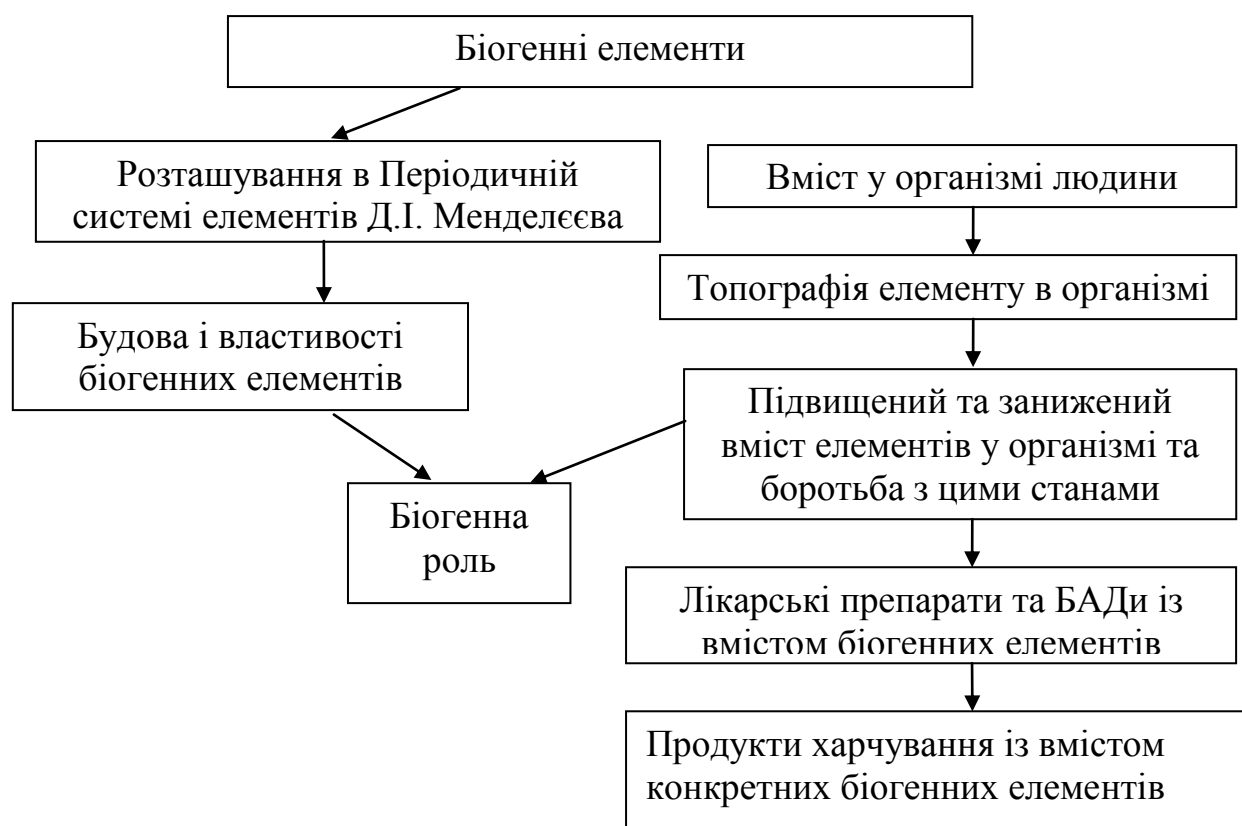 Біогенні елементи
Розташування в Періодичній
системі елементів Д.І. Менделєєва
Вміст у організмі людини
Топографія елементу в організмі
Будова і властивості
біогенних елементів
Підвищений та занижений
вміст елементів у організмі та
боротьба з цими станами
Біогенна
роль
Лікарські препарати та БАДи із
вмістом біогенних елементів
Продукти харчування із вмістом
конкретних біогенних елементів